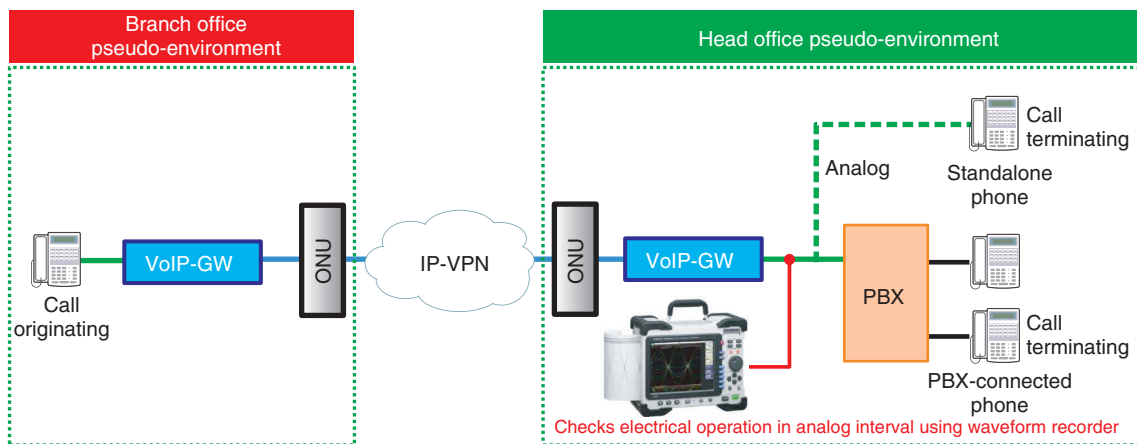 Branch office
pseudo-environment
Head office pseudo-environment
Call
terminating
Standalone
phone
Analog
ONU
VoIP-GW
IP-VPN
ONU
VoIP-GW
PBX
Call
originating
Call
terminating
PBX-connected
phone
Checks electrical operation in analog interval using waveform recorder